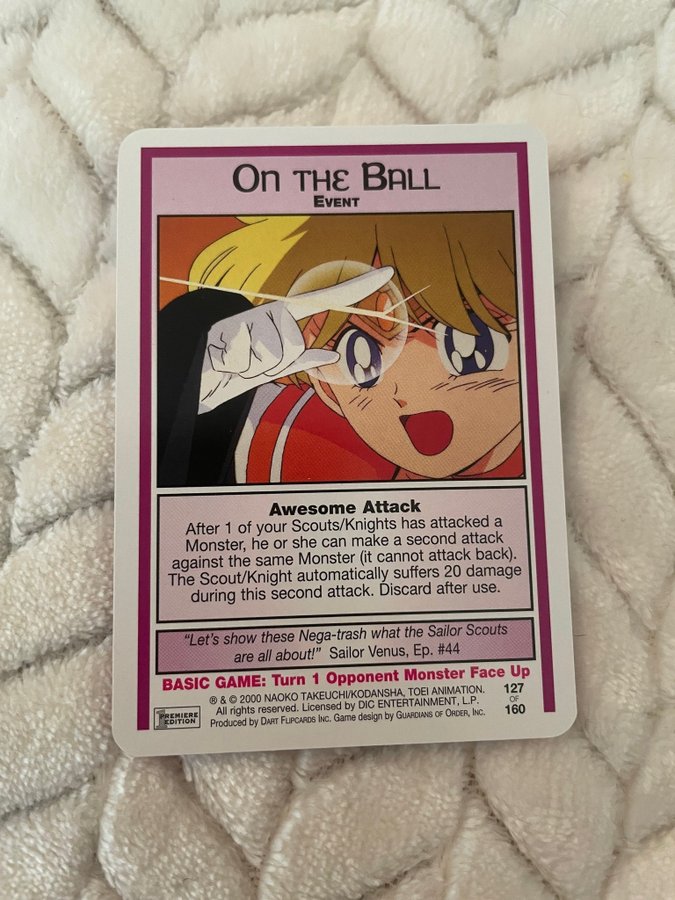 On the Ball
Event
Awesome Attack
After 1 of your Scouts/Knights has attacked a
Monster, he or she can make a second attack
against the same Monster (it cannot attack back).
The Scout/Knight automatically suffers 20 damage
during this second attack. Discard after use.
“Let’s show these Nega-trash what the Sailor Scouts
are all about!” Sailor Venus, Ep. #44
BASIC GAME: Turn 1 Opponent Monster Face Up
1 PREMIERE
EDITION
® & © 2000 NAOKO TAKEUCHI/KODANSHA, TOEI ANIMATION.
All rights reserved. Licensed by DIC ENTERTAINMENT, L.P.
Produced by Dart Flipcards Inc. Game design by Guardians of Order, Inc.
127
OF
160